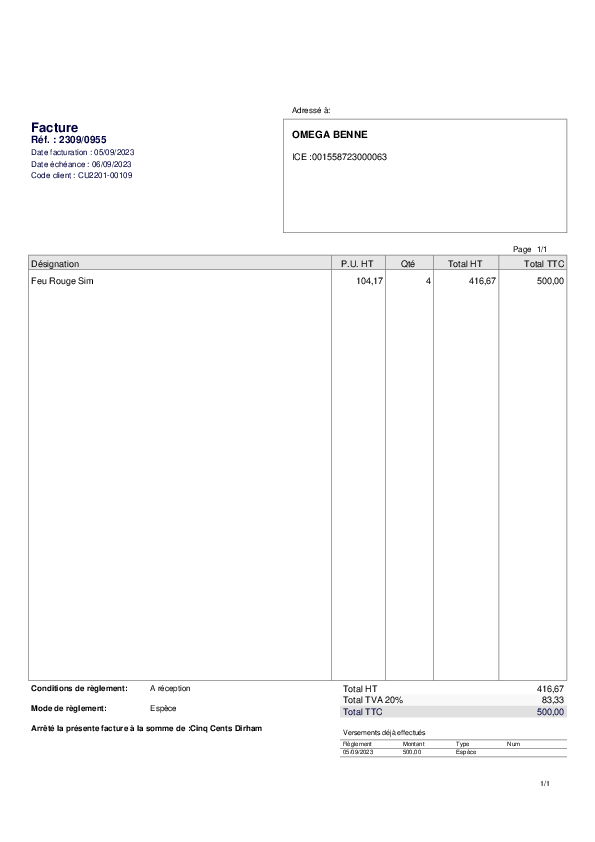 Adressé à:
Facture
Réf. : 2309/0955
Date facturation : 05/09/2023
Date échéance : 06/09/2023
Code client : CU2201-00109
OMEGA BENNE
ICE :001558723000063
Page 1/1
Désignation P.U. HT Qté Total HT Total TTC
Feu Rouge Sim 104,17 4 416,67 500,00
Conditions de règlement: A réception
Mode de règlement: Espèce
Arrêté la présente facture à la somme de :Cinq Cents Dirham
Total HT 416,67
Total TVA 20% 83,33
Total TTC 500,00
Versements déjà effectués
Règlement Montant Type Num
05/09/2023 500,00 Espèce
1/1